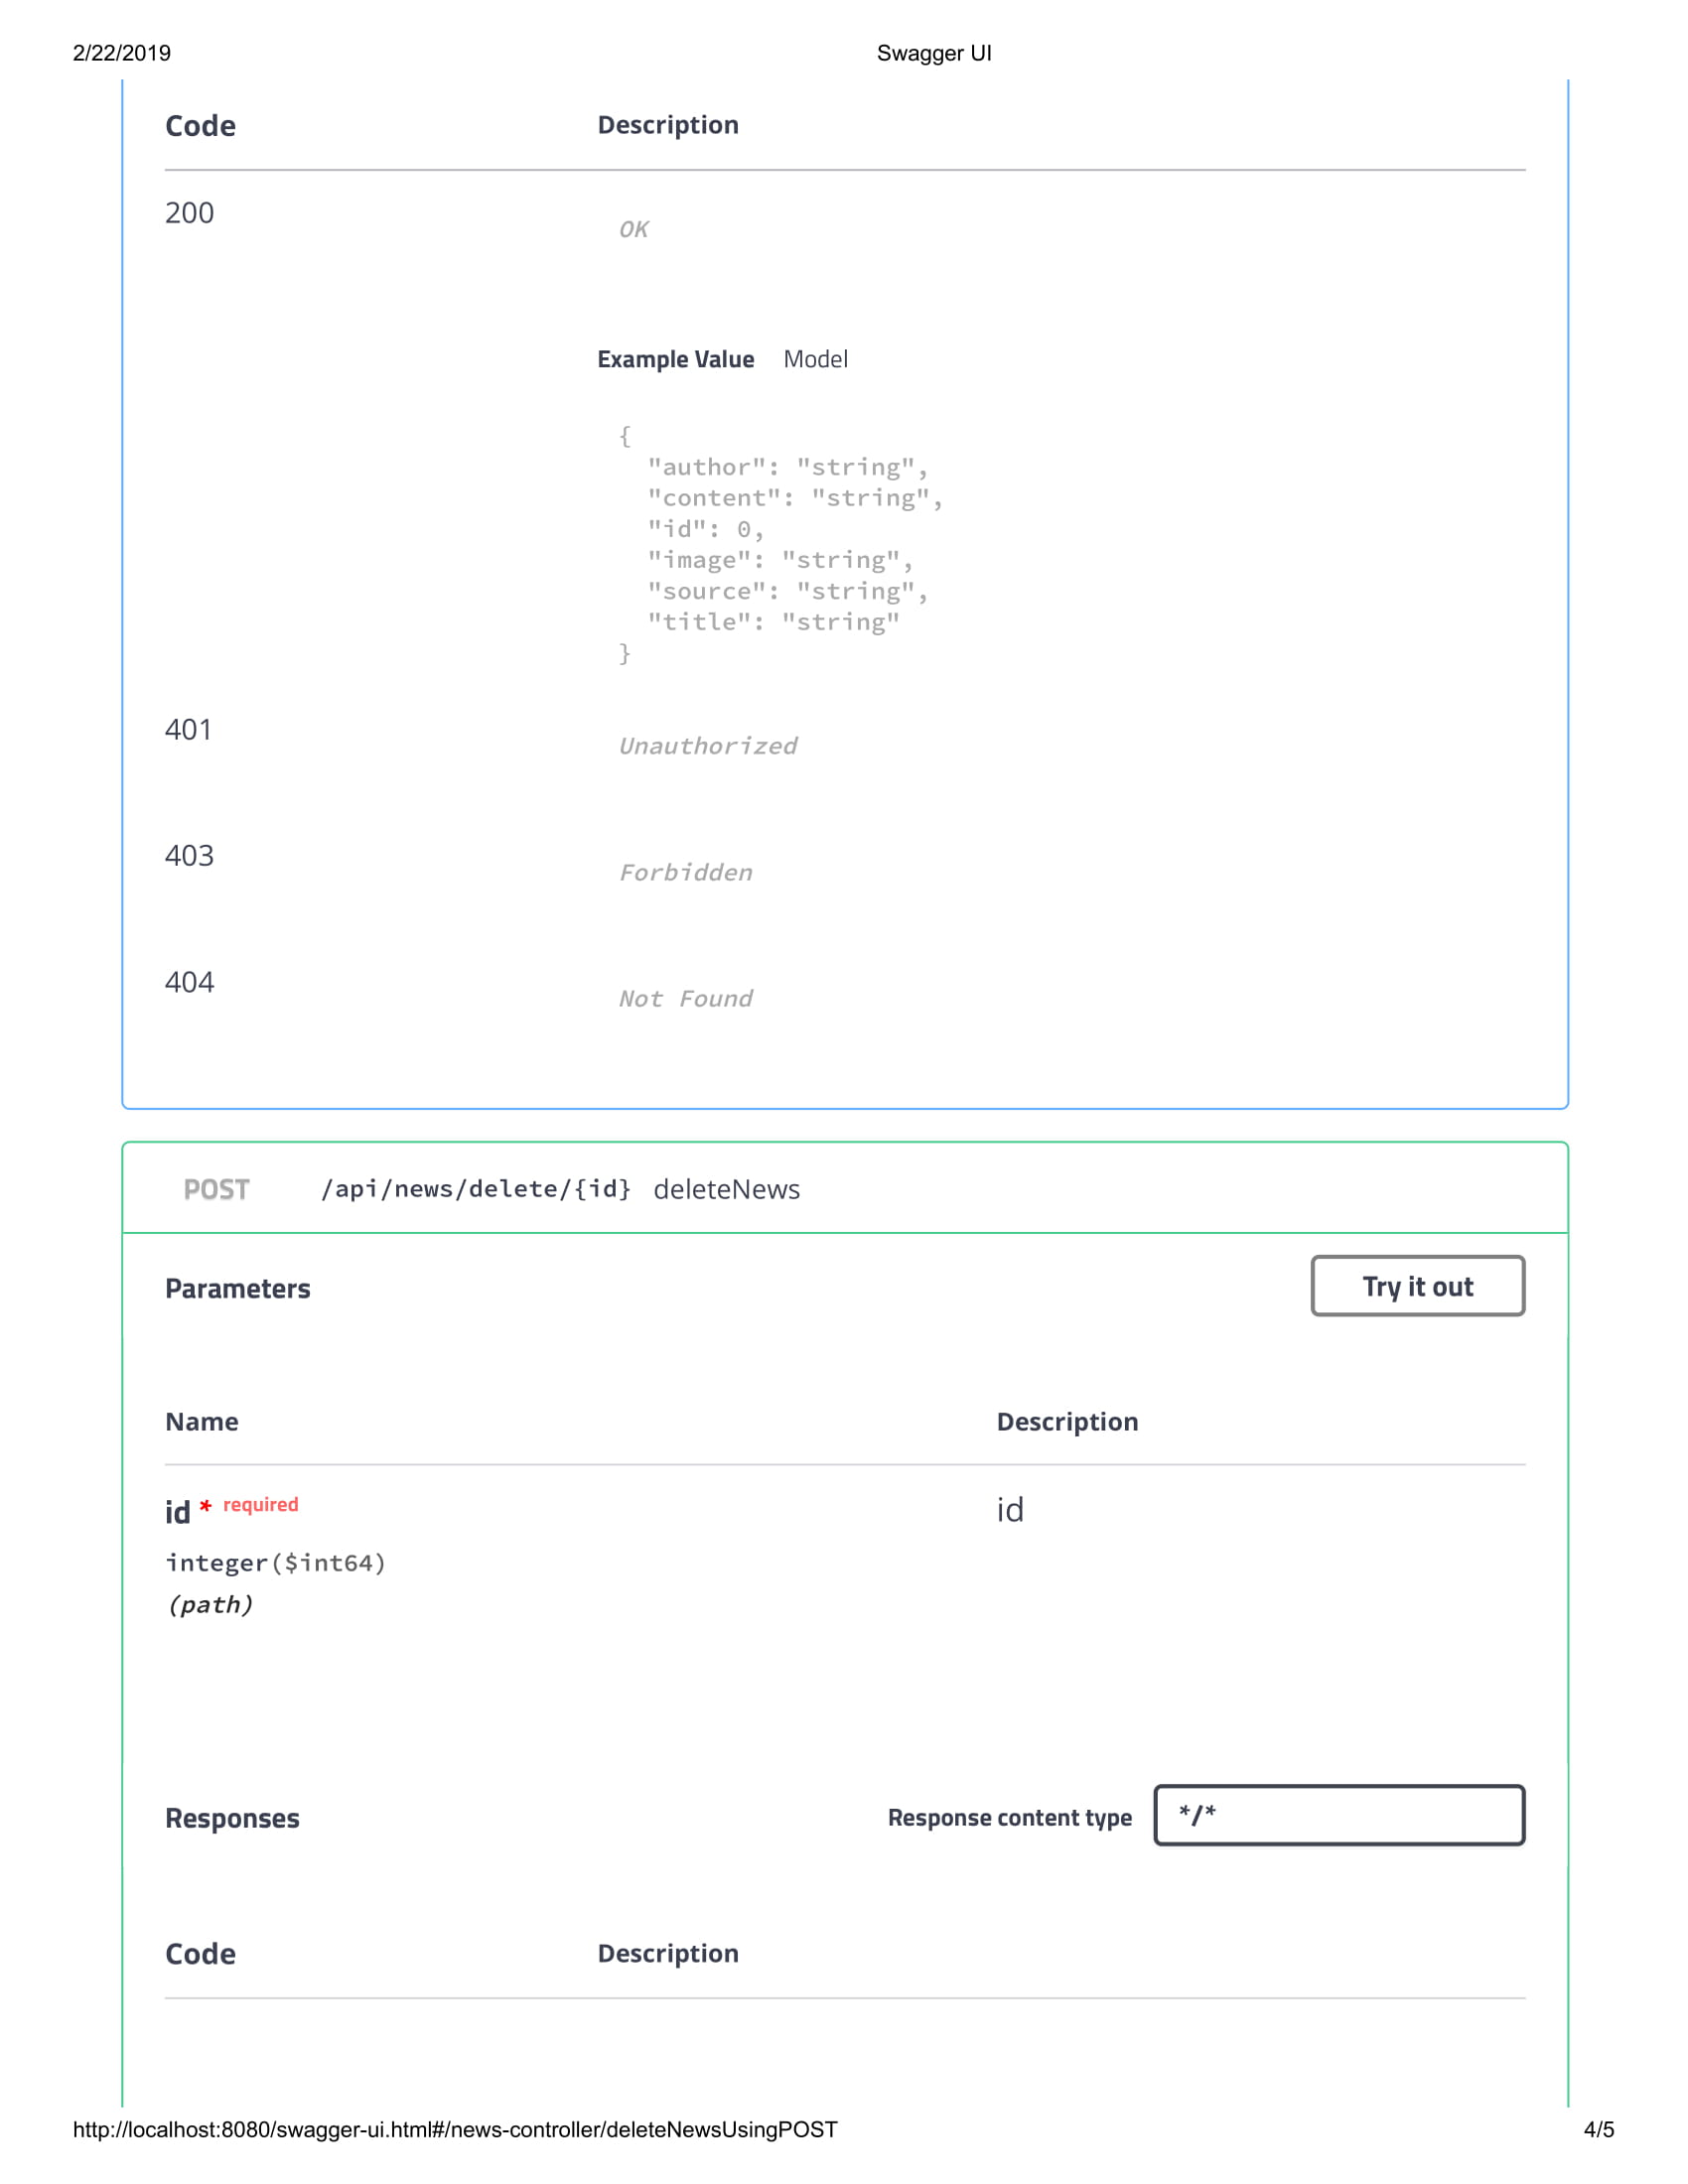 2/22/2019 Swagger UI
Code Description
200
OK
Example Value Model
{
"author": "string",
"content": "string",
"id": 0,
"image": "string",
"source": "string",
"title": "string"
}
401
Unauthorized
403
Forbidden
404
Not Found
POST /api/news/delete/{id} deleteNews
Parameters Try it out
Name Description
id * required id
integer($int64)
(path)
Responses Response content type */*
Code Description
http://localhost:8080/swagger-ui.html#/news-controller/deleteNewsUsingPOST 4/5